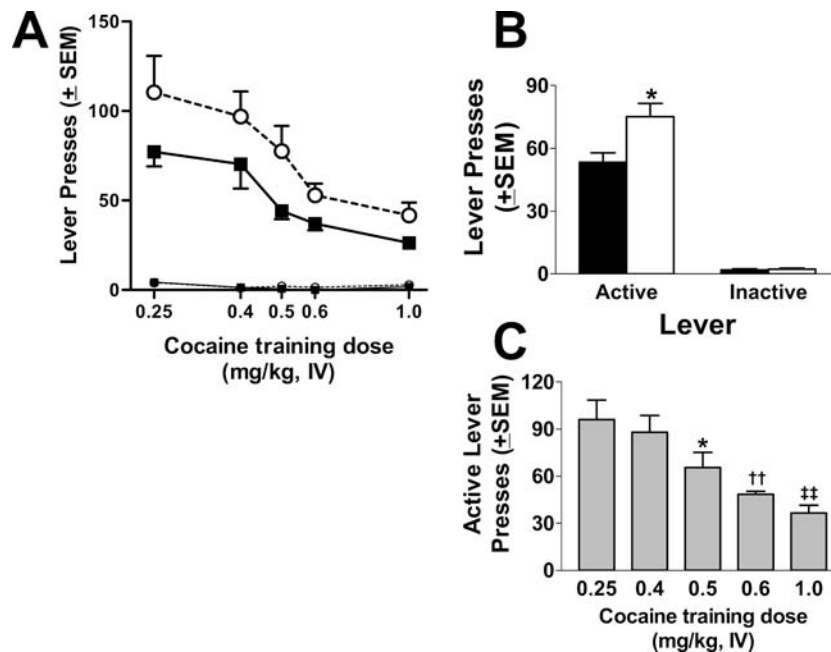 A
Lever Presses (± SEM)
150
100
50
0
0.25 0.4 0.5 0.6 1.0
Cocaine training dose
(mg/kg, IV)
B
Lever Presses
(±SEM)
90
60
30
0
*
Active Inactive
Lever
C
Active Lever
Presses (±SEM)
120
90
60
30
0
* †† ‡‡
0.25 0.4 0.5 0.6 1.0
Cocaine training dose
(mg/kg, IV)